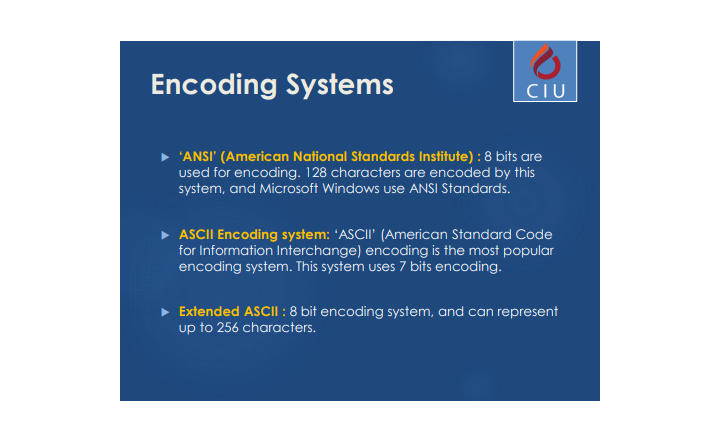 CIU
Encoding Systems
‘ANSI’ (American National Standards Institute) : 8 bits are
used for encoding. 128 characters are encoded by this
system, and Microsoft Windows use ANSI Standards.
ASCII Encoding system: ‘ASCII’ (American Standard Code
for Information Interchange) encoding is the most popular
encoding system. This system uses 7 bits encoding.
Extended ASCII : 8 bit encoding system, and can represent
up to 256 characters.